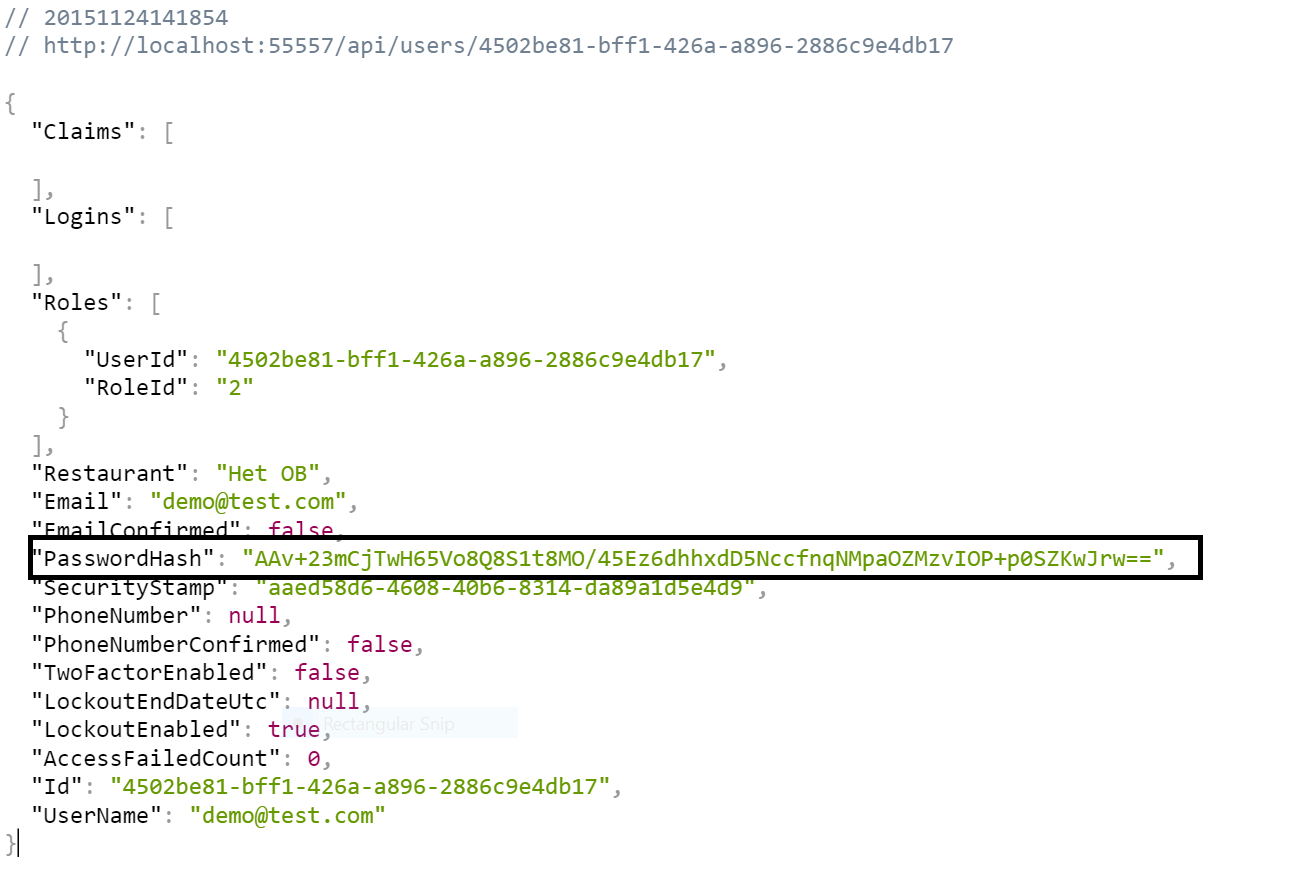 // 20151124141854
// http://localhost:55557/api/users/4502be81-bff1-426a-a896-2886c9e4db17
{
"Claims": [
],
"Logins": [
],
"Roles": [
{
"UserId": "4502be81-bff1-426a-a896-2886c9e4db17",
"RoleId": "2"
}
],
"Restaurant": "Het OB",
"Email": "demo@test.com",
"EmailConfirmed": false,
"PasswordHash": "AAv+23mCjTwH65Vo8Q8S1t8MO/45Ez6dhhxdD5NccfnqNMpaOZMzvIOP+p0SZKwJrw==",
"SecurityStamp": "aaed58d6-4608-40b6-8314-da89a1d5e4d9",
"PhoneNumber": null,
"PhoneNumberConfirmed": false,
"TwoFactorEnabled": false,
"LockoutEndDateUtc": null,
"LockoutEnabled": true,
Rectangular Snip
"AccessFailedCount": 0,
"Id": "4502be81-bff1-426a-a896-2886c9e4db17",
"UserName": "demo@test.com"
}